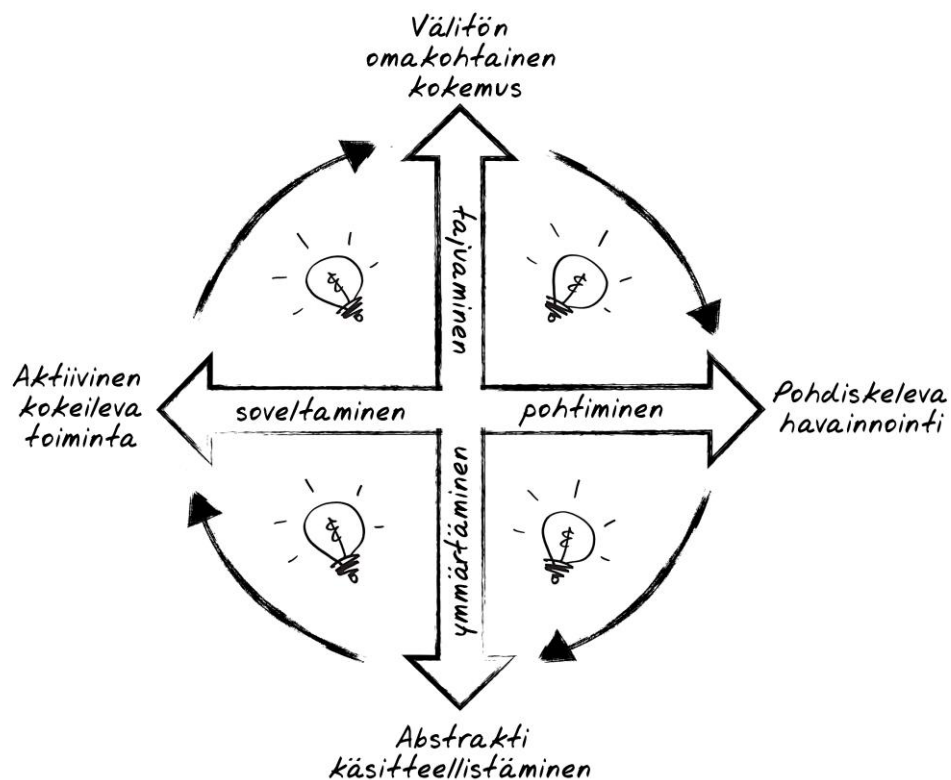 Välitön
omakohtainen
kokemus
tajuaminen
Aktiivinen
kokeileva
toiminta
soveltaminen
pohtiminen
Pohdiskeleva
havainnointi
ymmärtäminen
Abstrakti
käsitteellistäminen